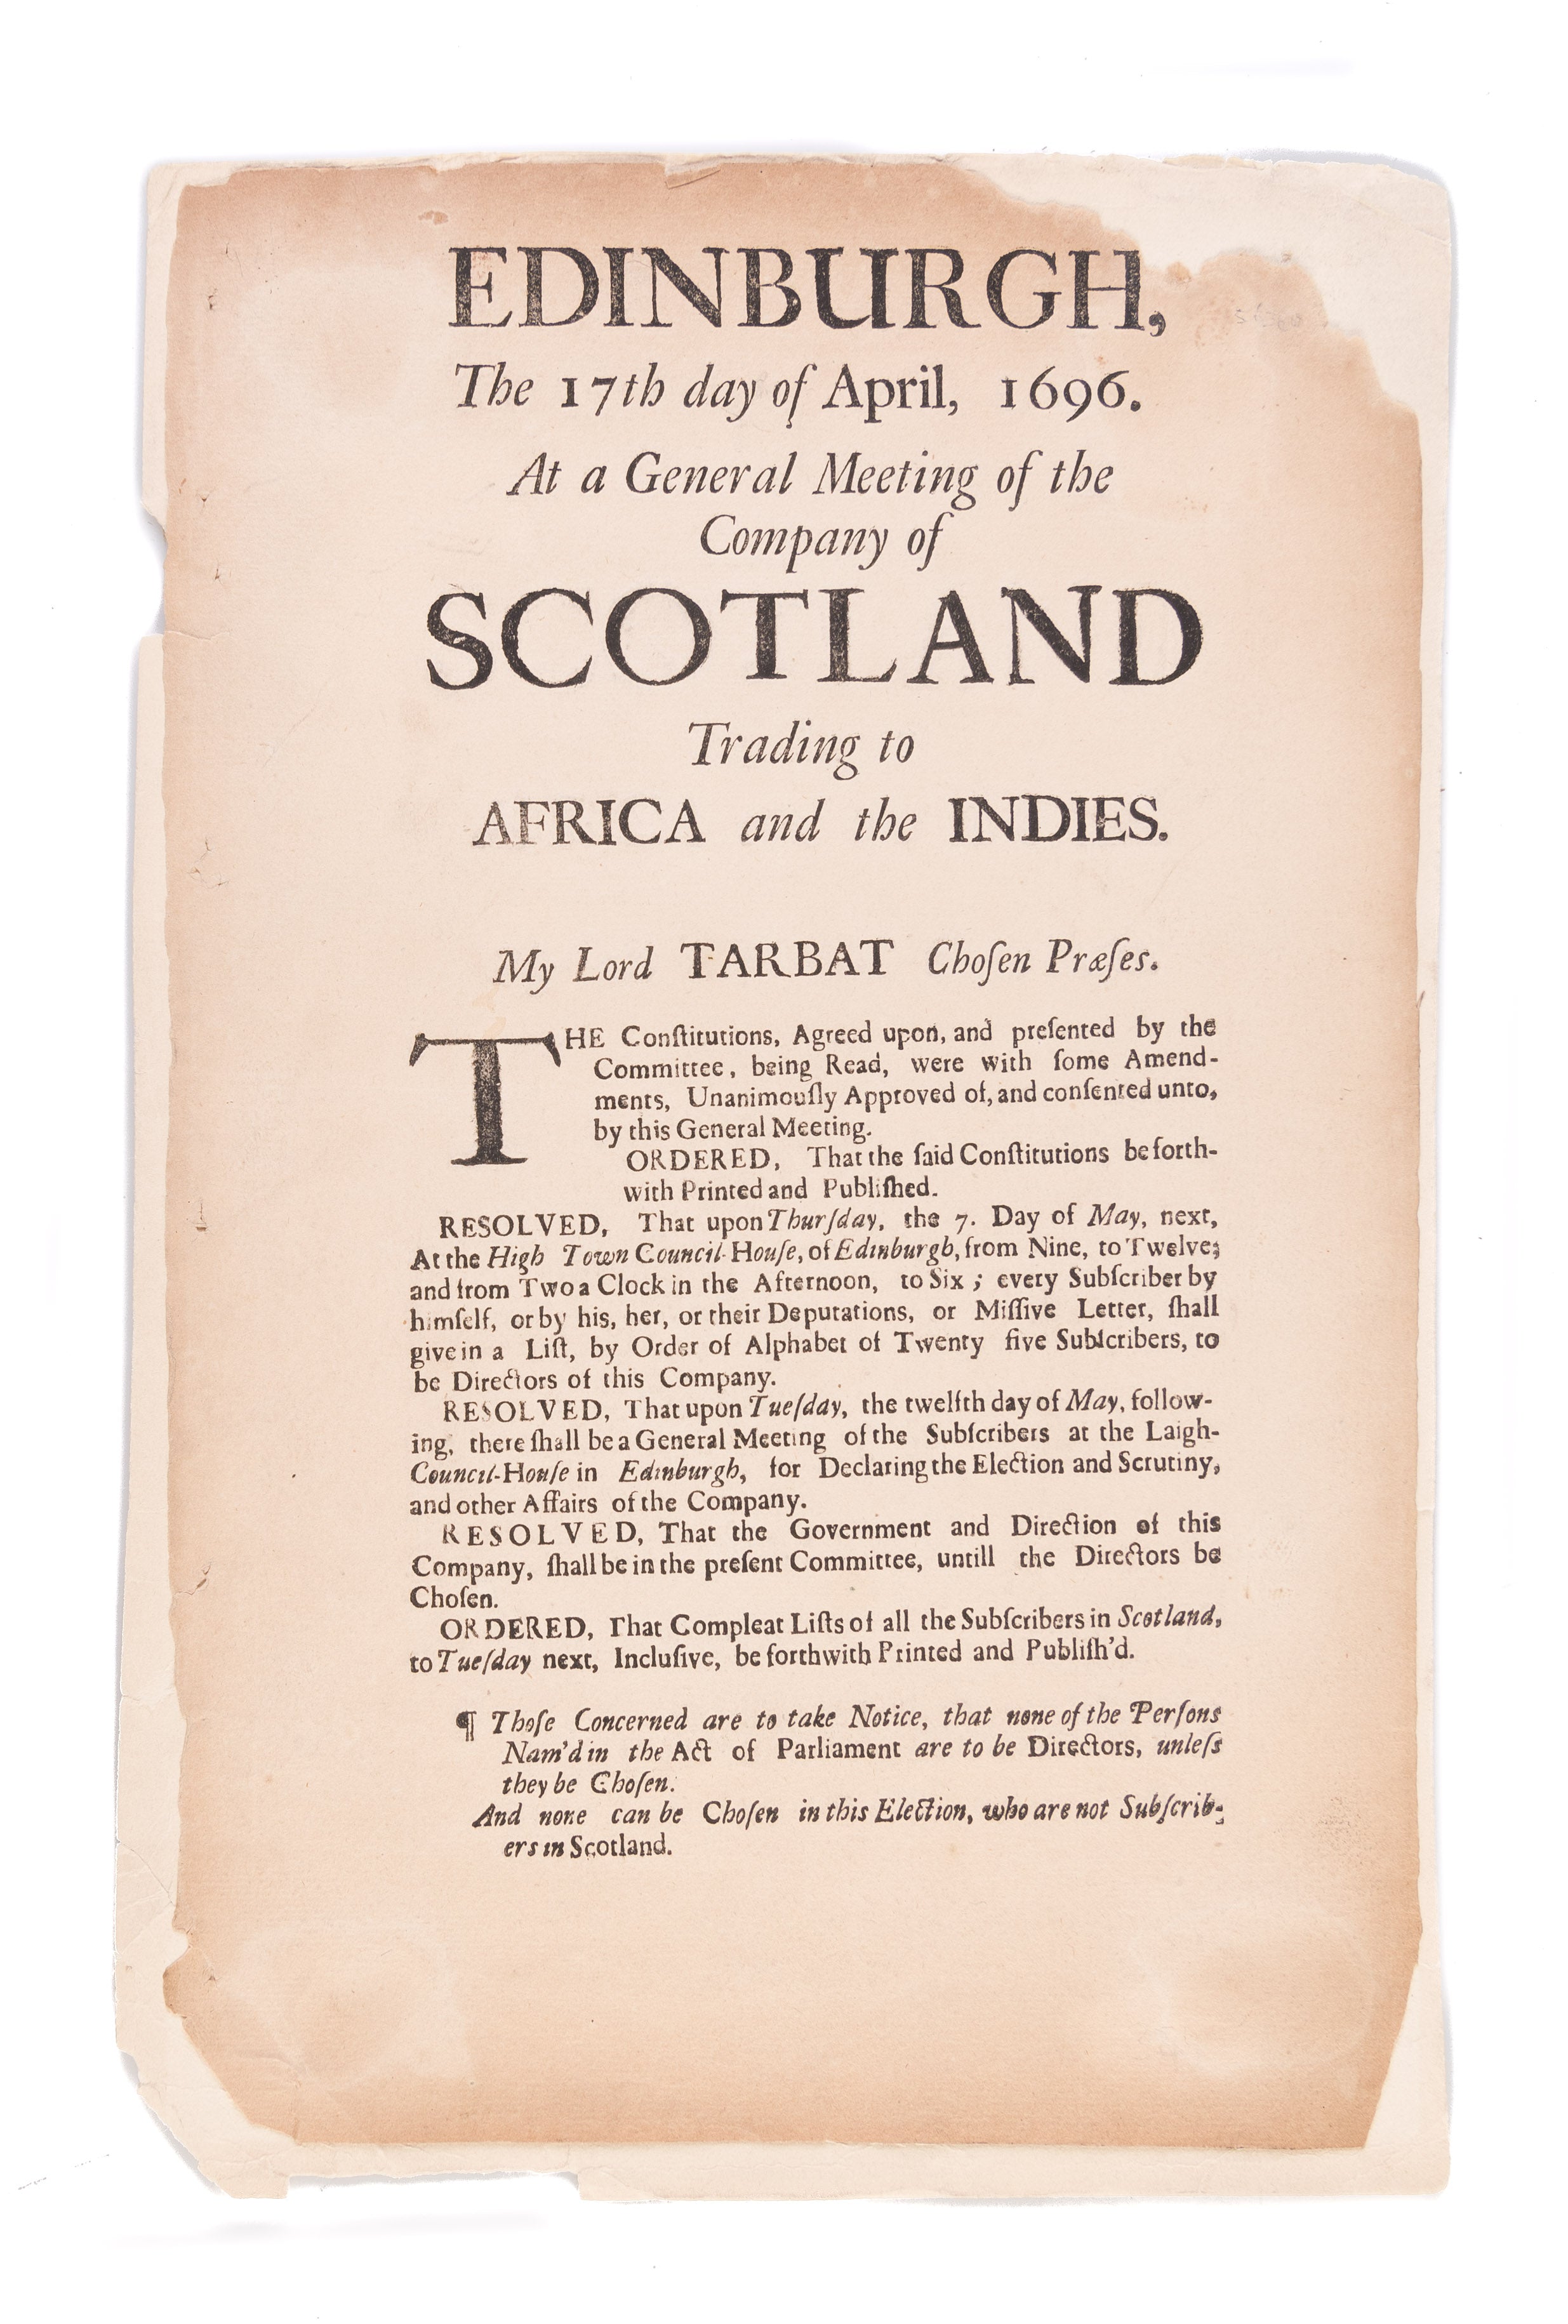 EDINBURGH,
The 17th day of April, 1696.
At a General Meeting of the
Company of
SCOTLAND
Trading to
AFRICA and the INDIES.
My Lord TARBAT Choſen Præſes.
THE Conſtitutions, Agreed upon, and preſented by the
Committee, being Read, were with ſome Amend-
ments, Unanimouſly Approved of, and conſented unto,
by this General Meeting.
ORDERED, That the ſaid Conſtitutions be forth-
with Printed and Publiſhed.
RESOLVED, That upon Thurſday, the 7. Day of May, next,
At the High Town Council-Houſe, of Edinburgh, from Nine, to Twelve;
and from Two a Clock in the Afternoon, to Six ; every Subſcriber by
himſelf, or by his, her, or their Deputations, or Miſſive Letter, ſhall
give in a Liſt, by Order of Alphabet of Twenty five Subſcribers, to
be Directors of this Company.
RESOLVED, That upon Tueſday, the twelfth day of May, follow-
ing, there ſhall be a General Meeting of the Subſcribers at the Laigh-
Council-Houſe in Edinburgh, for Declaring the Election and Scrutiny,
and other Affairs of the Company.
RESOLVED, That the Government and Direction of this
Company, ſhall be in the preſent Committee, untill the Directors be
Choſen.
ORDERED, That Compleat Liſts of all the Subſcribers in Scotland,
to Tueſday next, Incluſive, be forthwith Printed and Publiſh'd.
¶ Thoſe Concerned are to take Notice, that none of the Perſons
Nam'd in the Act of Parliament are to be Directors, unleſs
they be Choſen.
And none can be Choſen in this Election, who are not Subſcrib-
ers in Scotland.